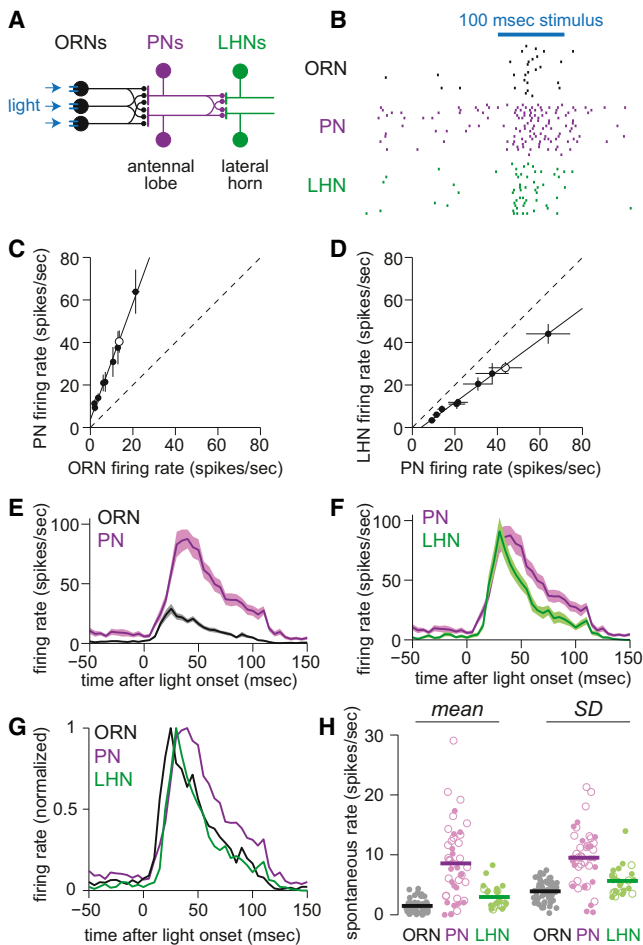 A
ORNs
PNs
LHNs
light
antennal
lobe
lateral
horn
B
100 msec stimulus
ORN
PN
LHN
C
PN firing rate (spikes/sec)
80
60
40
20
0
0 20 40 60 80
ORN firing rate (spikes/sec)
D
LHN firing rate (spikes/sec)
80
60
40
20
0
0 20 40 60 80
PN firing rate (spikes/sec)
E
firing rate (spikes/sec)
ORN
PN
100
50
0
−50 0 50 100 150
time after light onset (msec)
F
firing rate (spikes/sec)
PN
LHN
100
50
0
−50 0 50 100 150
time after light onset (msec)
G
firing rate (normalized)
ORN
PN
LHN
1
0.5
0
−50 0 50 100 150
time after light onset (msec)
H
mean SD
spontaneous rate (spikes/sec)
30
20
10
0
ORN PN LHN ORN PN LHN